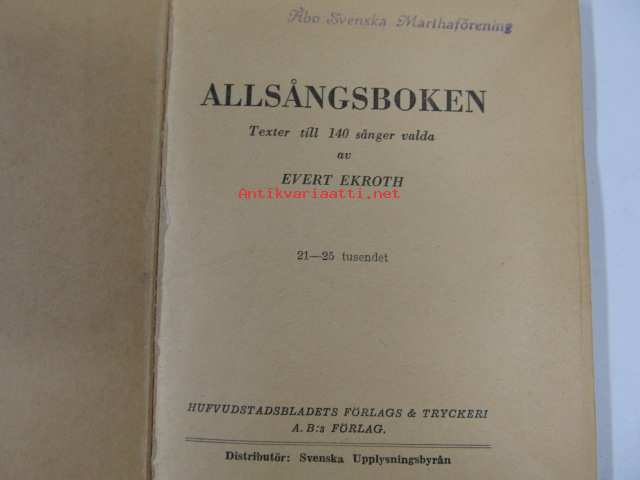 Åbo Svenska Marthaförening
ALLSÅNGSBOKEN
Texter till 140 sånger valda
av
EVERT EKROTH
Antikvariaatti.net
21—25 tusendet
HUFVUDSTADSBLADETS FÖRLAGS & TRYCKERI
A. B:s FÖRLAG.
Distributör: Svenska Upplysningsbyrån